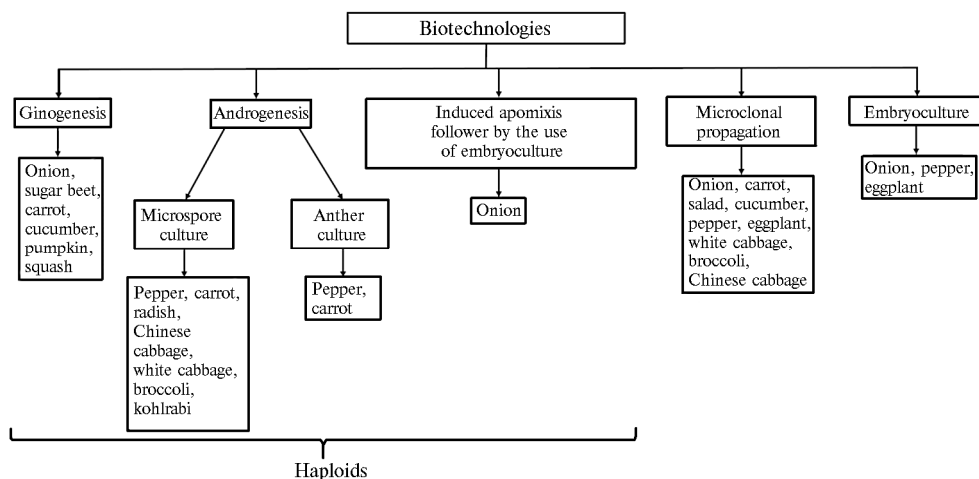 Biotechnologies
Ginogenesis
Onion,
sugar beet,
carrot,
cucumber,
pumpkin,
squash
Androgenesis
Microspore
culture
Pepper, carrot,
radish,
Chinese
cabbage,
white cabbage,
broccoli,
kohlrabi
Anther
culture
Pepper,
carrot
Induced apomixis
follower by the use
of embryoculture
Onion
Microclonal
propagation
Onion, carrot,
salad, cucumber,
pepper, eggplant,
white cabbage,
broccoli,
Chinese cabbage
Embryoculture
Onion, pepper,
eggplant
Haploids